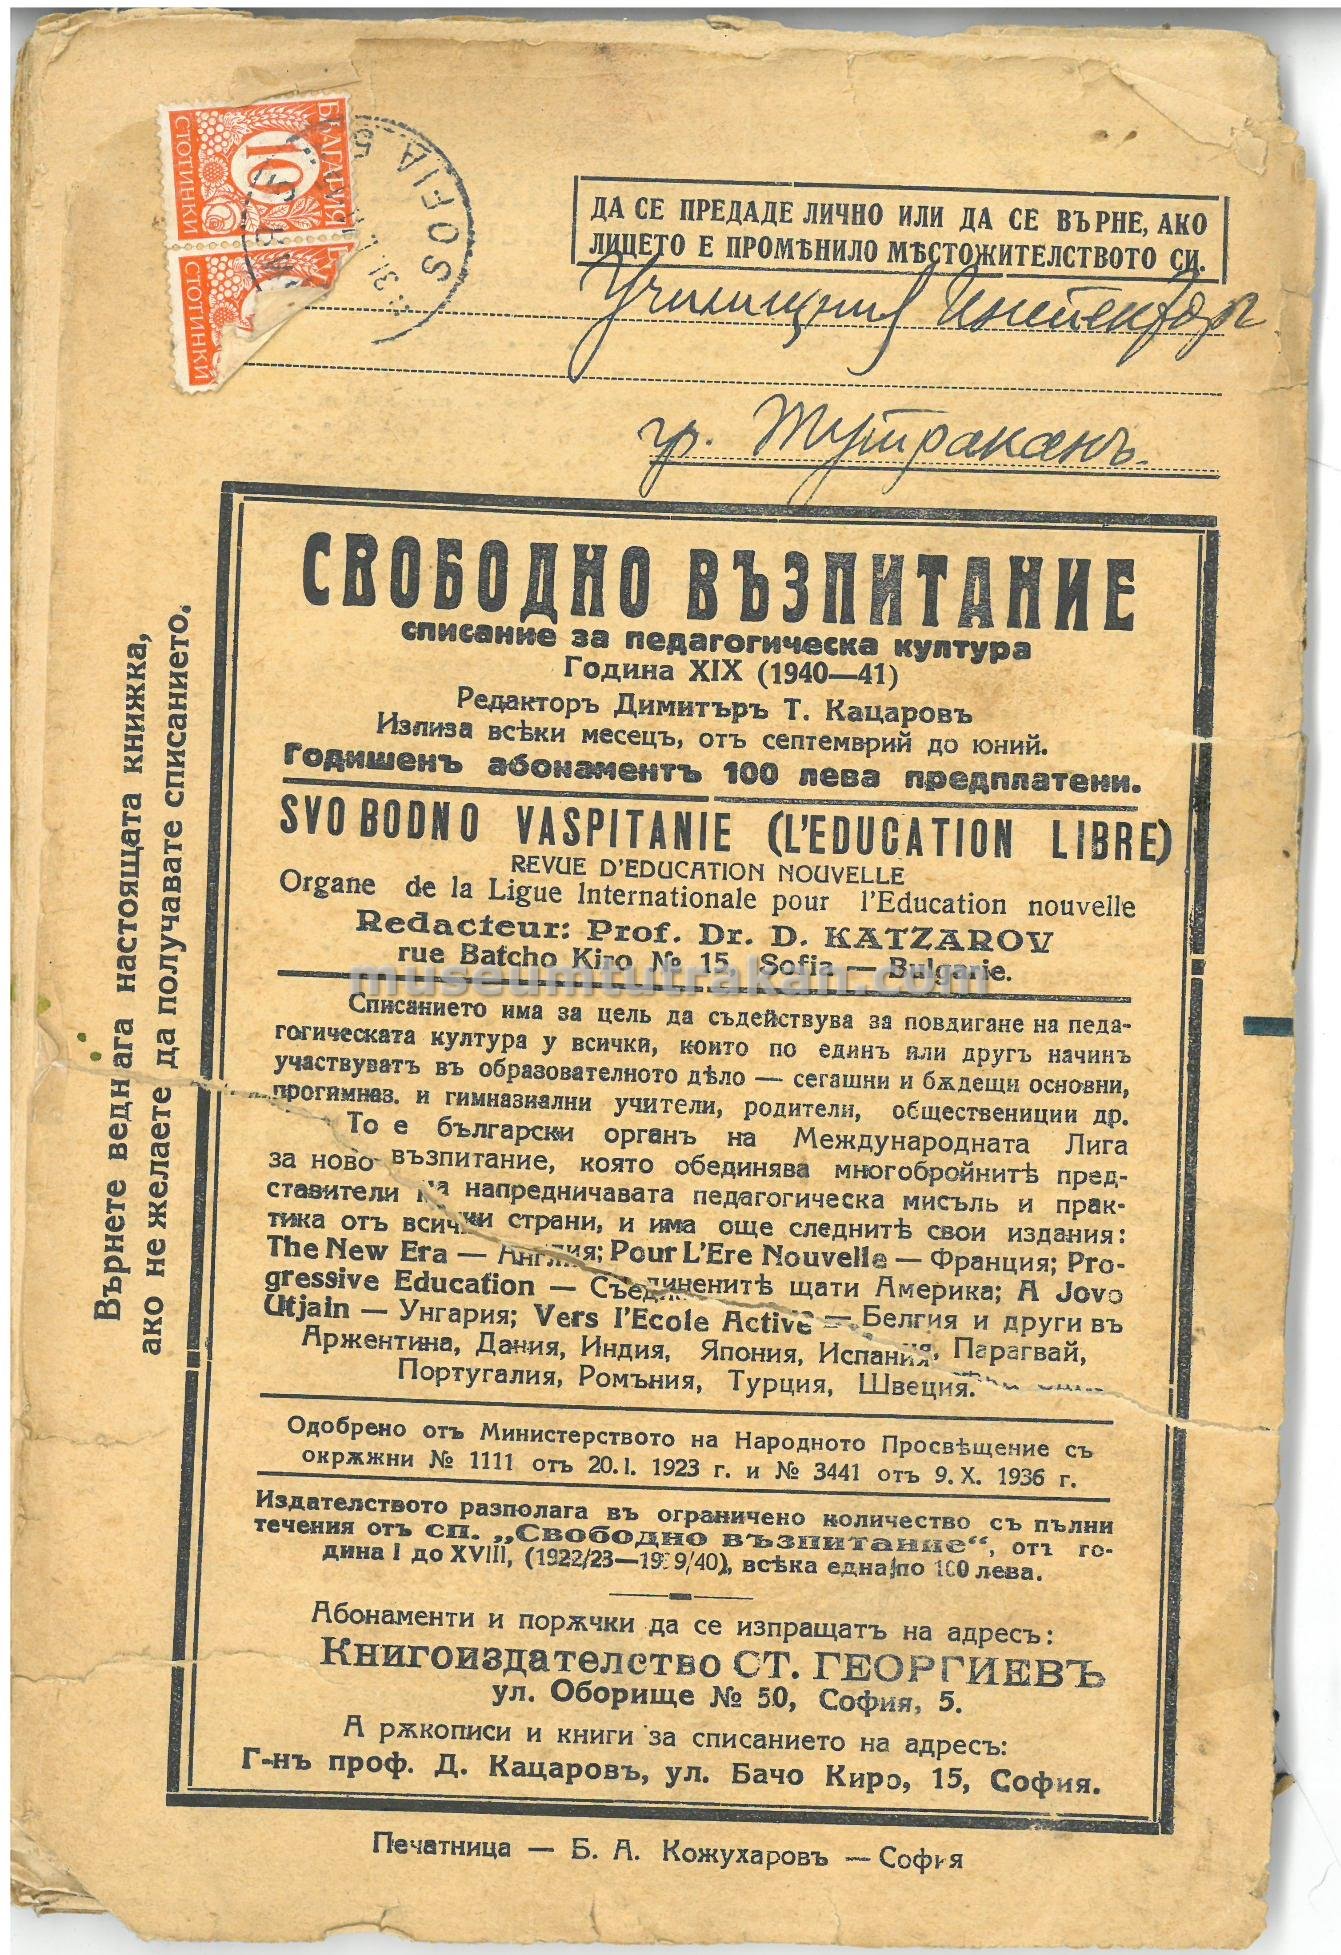 БЪЛГАРИЯ
10
СТОТИНКИ
СТОТИНКИ
SOFIA 5
ДА СЕ ПРЕДАДЕ ЛИЧНО ИЛИ ДА СЕ ВЪРНЕ, АКО
ЛИЦЕТО Е ПРОМѢНИЛО МѢСТОЖИТЕЛСТВОТО СИ.
Училищния
гр. Тутраканъ.
Върнете веднага настоящата книжка,
ако не желаете да получавате списанието.
СВОБОДНО ВЪЗПИТАНИЕ
списание за педагогическа култура
Година XIX (1940—41)
Редакторъ Димитъръ Т. Кацаровъ
Излиза всѣки месецъ, отъ септемврий до юний.
Годишенъ абонаментъ 100 лева предплатени.
SVOBODNO VASPITANIE (L'EDUCATION LIBRE)
REVUE D'EDUCATION NOUVELLE
Organe de la Ligue Internationale pour l'Education nouvelle
Redacteur: Prof. Dr. D. KATZAROV
rue Batcho Kiro № 15, Sofia — Bulgarie.
museumtutrakan.com
Списанието има за цель да съдействува за повдигане на педа-
гогическата култура у всички, които по единъ или другъ начинъ
участвуватъ въ образователното дѣло — сегашни и бѫдещи основни,
прогимназ. и гимназиални учители, родители, общественици и др.
То е български органъ на Международната Лига
за ново възпитание, която обединява многобройнитѣ пред-
ставители на напредничавата педагогическа мисъль и прак-
тика отъ всички страни, и има още следнитѣ свои издания:
The New Era — Англия; Pour L'Ere Nouvelle — Франция; Pro-
gressive Education — Съединенитѣ щати Америка; A Jovo
Utjain — Унгария; Vers l'Ecole Active — Белгия и други въ
Аржентина, Дания, Индия, Япония, Испания, Парагвай,
Португалия, Ромъния, Турция, Швеция.
Одобрено отъ Министерството на Народното Просвѣщение съ
окрѫжни № 1111 отъ 20. I. 1923 г. и № 3441 отъ 9. X. 1936 г.
Издателството разполага въ ограничено количество съ пълни
течения отъ сп. „Свободно възпитание“, отъ го-
дина I до XVIII, (1922/23—1939/40), всѣка една по 100 лева.
Абонаменти и порѫчки да се изпращатъ на адресъ:
Книгоиздателство СТ. ГЕОРГИЕВЪ
ул. Оборище № 50, София, 5.
А рѫкописи и книги за списанието на адресъ:
Г-нъ проф. Д. Кацаровъ, ул. Бачо Киро, 15, София.
Печатница — Б. А. Кожухаровъ — София